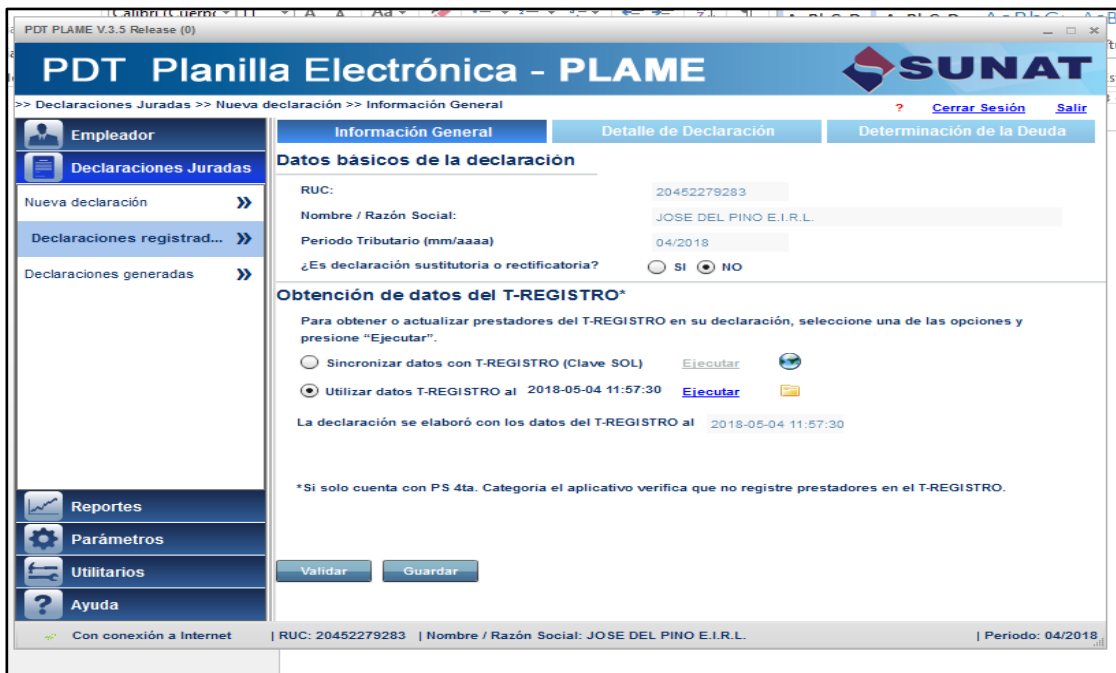 PDT PLAME V.3.5 Release (0)
PDT Planilla Electrónica - PLAME
SUNAT
>> Declaraciones Juradas >> Nueva declaración >> Información General
? Cerrar Sesión Salir
Empleador
Declaraciones Juradas
Nueva declaración
Declaraciones registrad...
Declaraciones generadas
Reportes
Parámetros
Utilitarios
Ayuda
Información General Detalle de Declaración Determinación de la Deuda
Datos básicos de la declaración
RUC: 20452279283
Nombre / Razón Social: JOSE DEL PINO E.I.R.L.
Periodo Tributario (mm/aaaa) 04/2018
¿Es declaración sustitutoria o rectificatoria? SI NO
Obtención de datos del T-REGISTRO*
Para obtener o actualizar prestadores del T-REGISTRO en su declaración, seleccione una de las opciones y
presione “Ejecutar”.
Sincronizar datos con T-REGISTRO (Clave SOL) Ejecutar
Utilizar datos T-REGISTRO al 2018-05-04 11:57:30 Ejecutar
La declaración se elaboró con los datos del T-REGISTRO al 2018-05-04 11:57:30
*Si solo cuenta con PS 4ta. Categoría el aplicativo verifica que no registre prestadores en el T-REGISTRO.
Validar Guardar
Con conexión a Internet | RUC: 20452279283 | Nombre / Razón Social: JOSE DEL PINO E.I.R.L. | Periodo: 04/2018